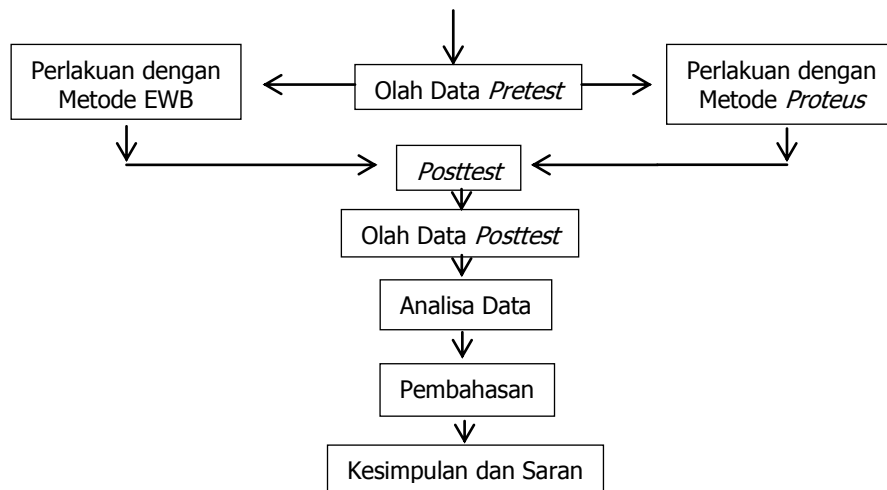 Perlakuan dengan
Metode EWB
Olah Data Pretest
Perlakuan dengan
Metode Proteus
Posttest
Olah Data Posttest
Analisa Data
Pembahasan
Kesimpulan dan Saran